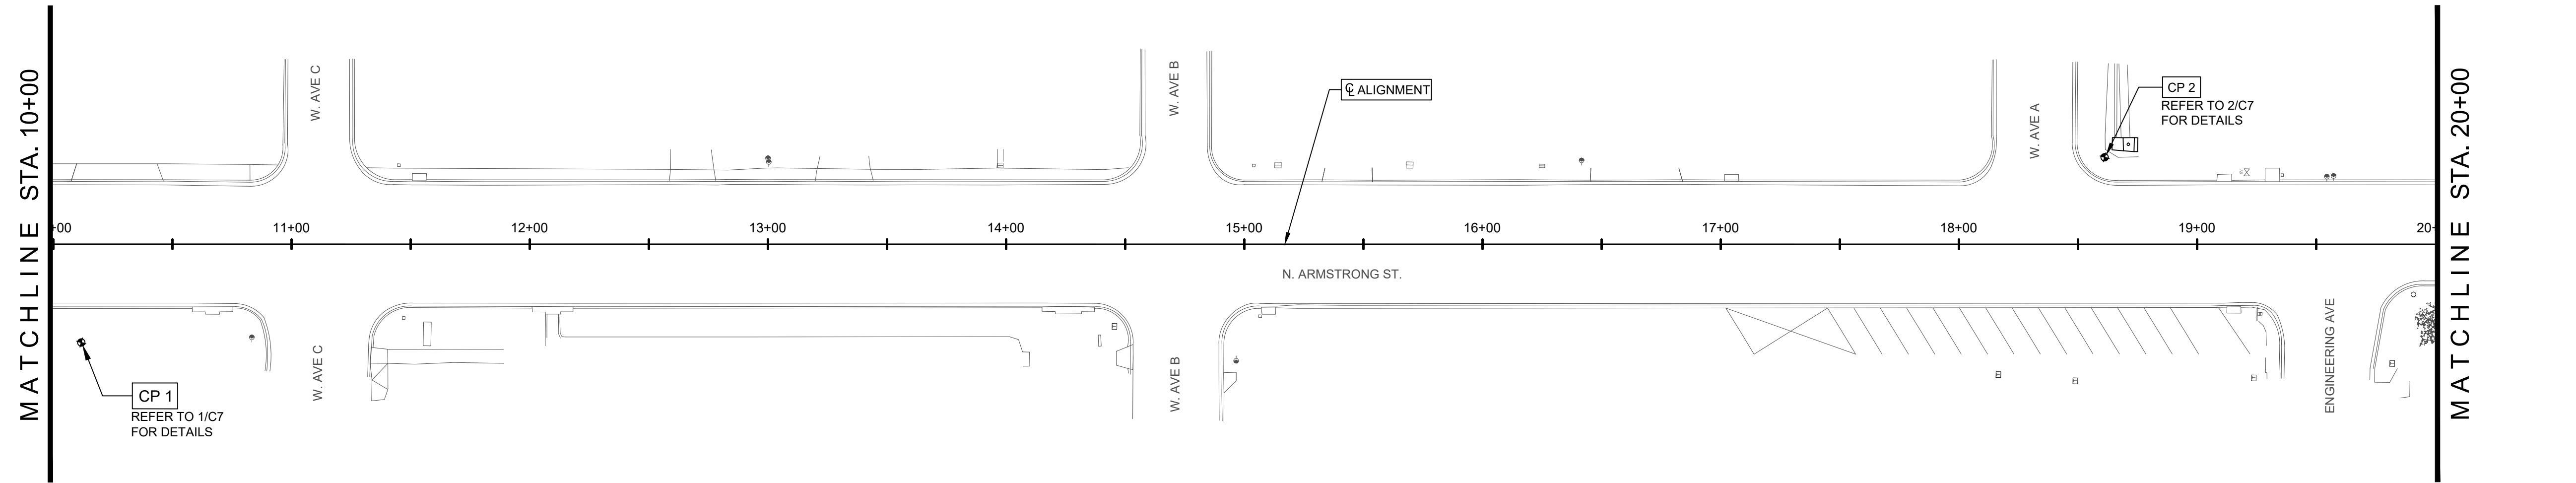 MATCHLINE STA. 10+00
W. AVE C
W. AVE B
℄ ALIGNMENT
W. AVE A
CP 2
REFER TO 2/C7
FOR DETAILS
MATCHLINE STA. 20+00
+00
11+00
12+00
13+00
14+00
15+00
16+00
17+00
18+00
19+00
20+
N. ARMSTRONG ST.
CP 1
REFER TO 1/C7
FOR DETAILS
W. AVE C
W. AVE B
ENGINEERING AVE